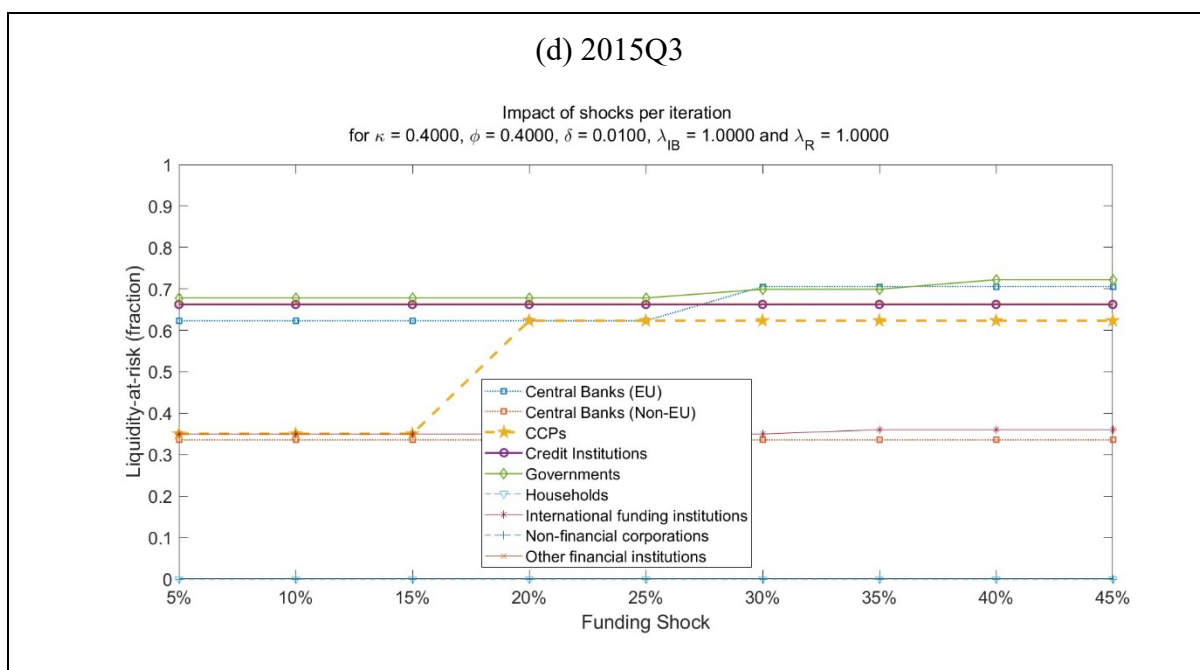 (d) 2015Q3
Impact of shocks per iteration
for κ = 0.4000, ϕ = 0.4000, δ = 0.0100, λ_IB = 1.0000 and λ_R = 1.0000
Liquidity-at-risk (fraction)
1
0.9
0.8
0.7
0.6
0.5
0.4
0.3
0.2
0.1
0
Central Banks (EU)
Central Banks (Non-EU)
CCPs
Credit Institutions
Governments
Households
International funding institutions
Non-financial corporations
Other financial institutions
5% 10% 15% 20% 25% 30% 35% 40% 45%
Funding Shock